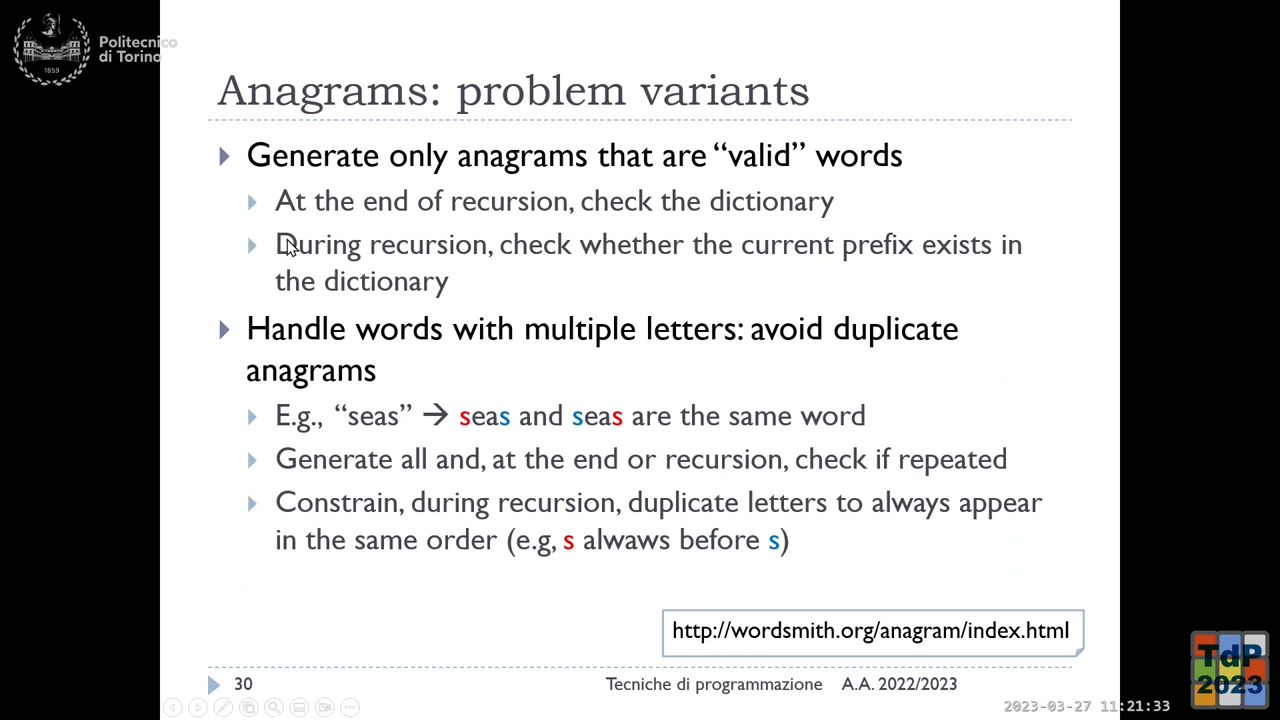 Politecnico
di Torino
1859
Anagrams: problem variants
Generate only anagrams that are “valid” words
At the end of recursion, check the dictionary
During recursion, check whether the current prefix exists in
the dictionary
Handle words with multiple letters: avoid duplicate
anagrams
E.g., “seas” → seas and seas are the same word
Generate all and, at the end or recursion, check if repeated
Constrain, during recursion, duplicate letters to always appear
in the same order (e.g, s alwaws before s)
http://wordsmith.org/anagram/index.html
30 Tecniche di programmazione A.A. 2022/2023
TdP
2023
2023-03-27 11:21:33